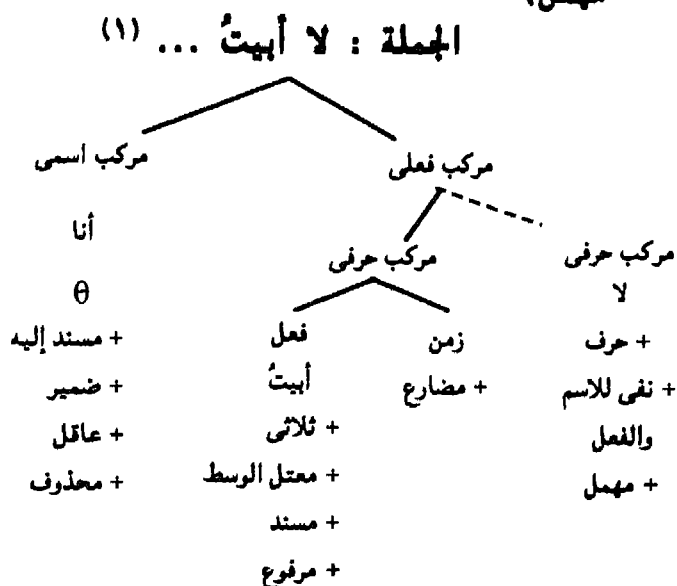 مهمل؟
الجملة : لا أبيتُ ... (١)
مركب فعلى مركب اسمى
مركب حرفى مركب حرفى أنا
لا θ
+ حرف زمن فعل + مسند إليه
+ نفى للاسم + مضارع أبيتُ + ضمير
والفعل + ثلاثى + عاقل
+ مهمل + معتل الوسط + محذوف
+ مسند
+ مرفوع